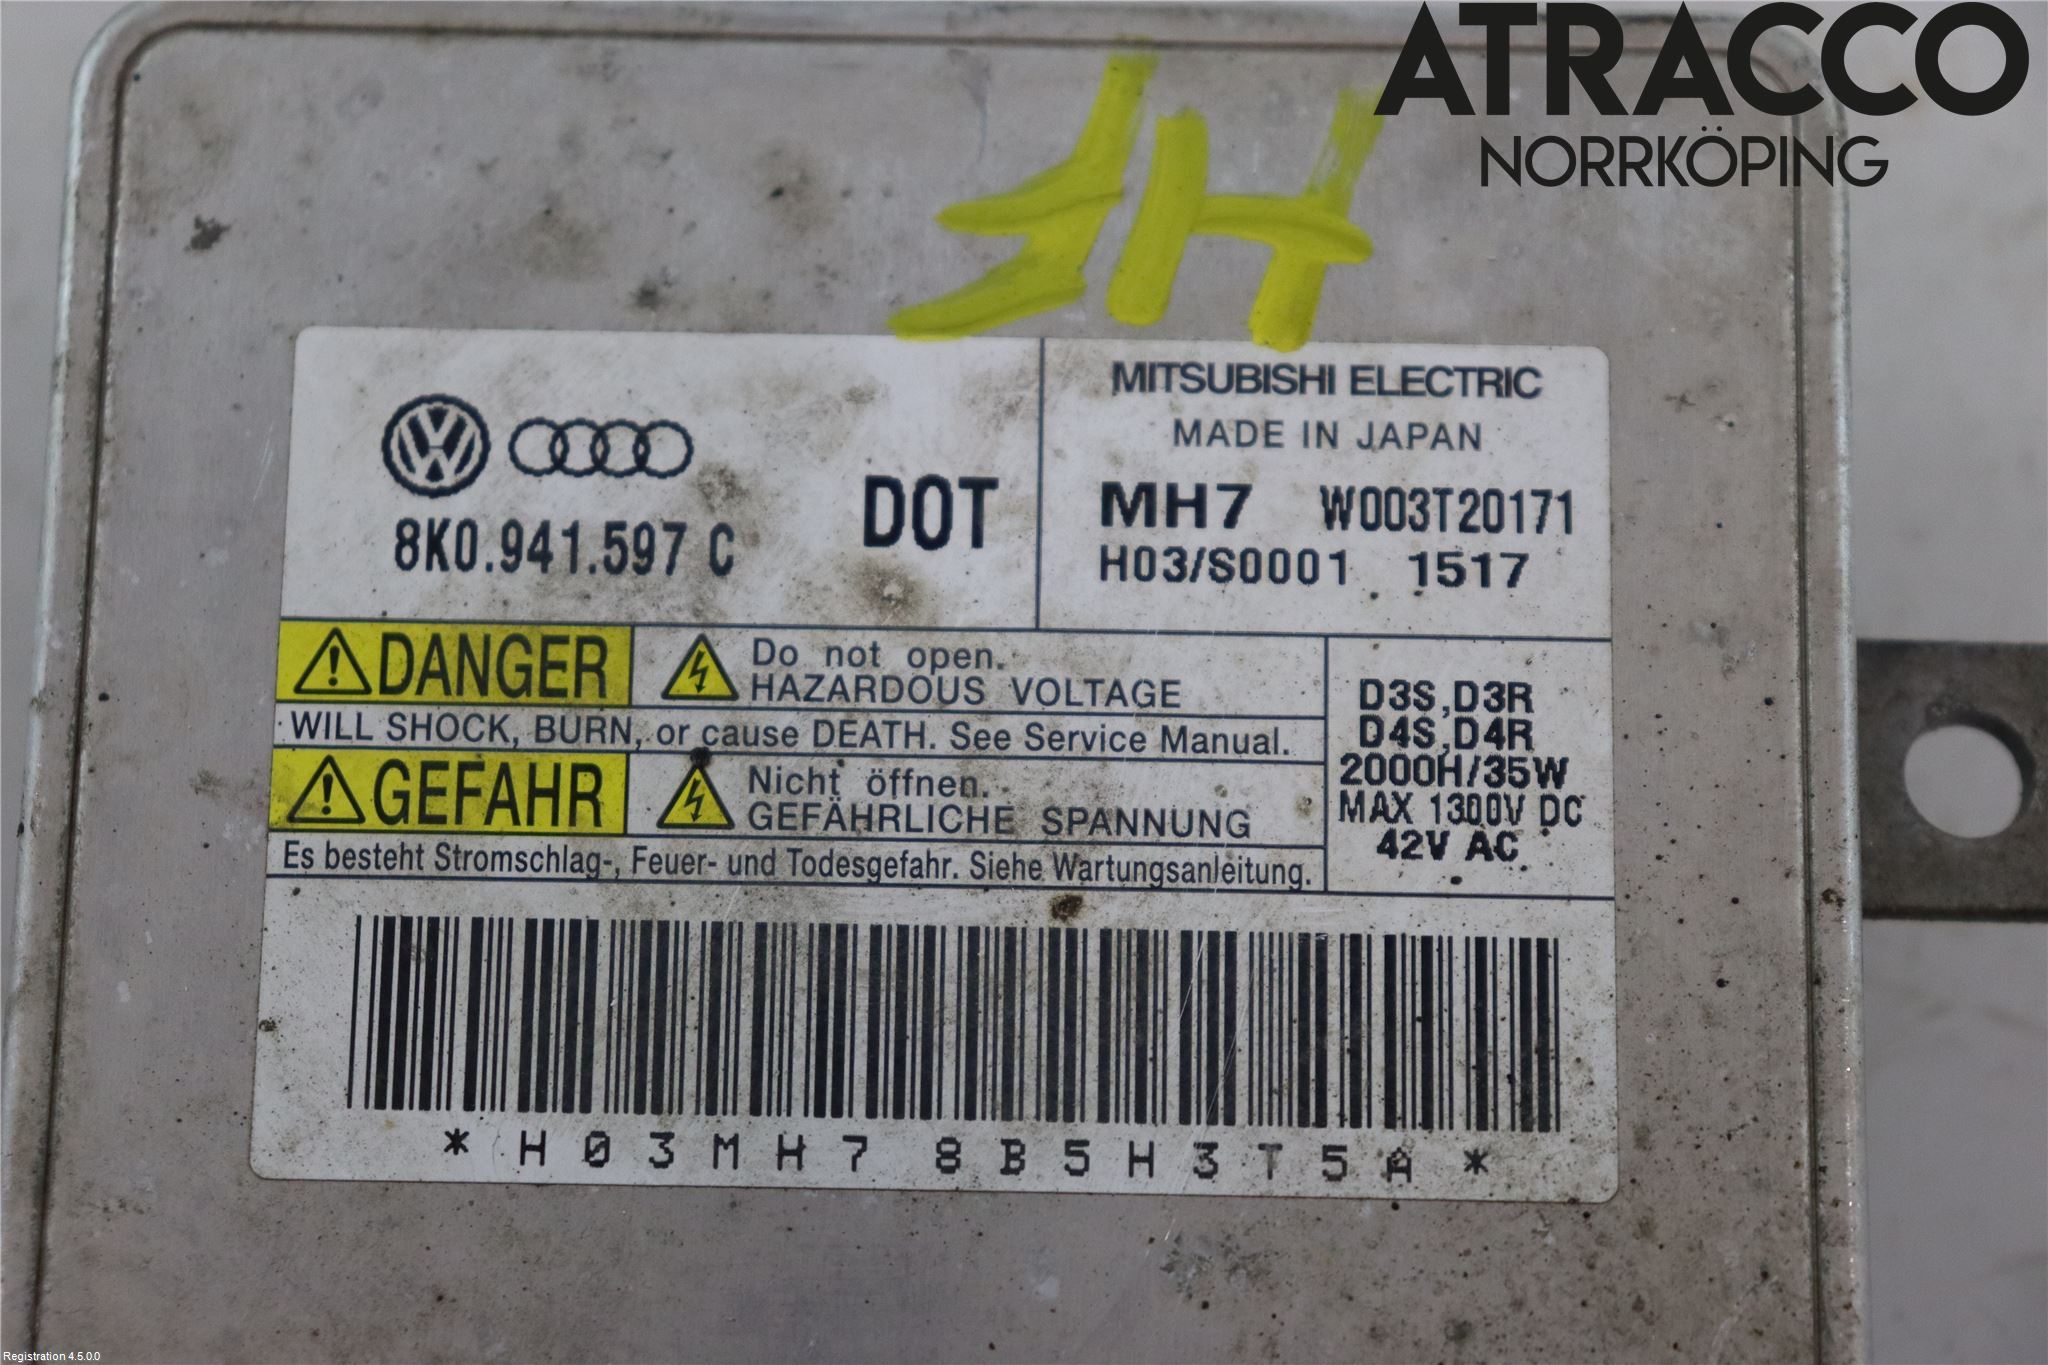 ATRACCO
NORRKÖPING
8K0.941.597 C
DOT
MITSUBISHI ELECTRIC
MADE IN JAPAN
MH7 W003T20171
H03/S0001 1517
DANGER
Do not open.
HAZARDOUS VOLTAGE
WILL SHOCK, BURN, or cause DEATH. See Service Manual.
GEFAHR
Nicht öffnen.
GEFÄHRLICHE SPANNUNG
Es besteht Stromschlag-, Feuer- und Todesgefahr. Siehe Wartungsanleitung.
D3S,D3R
D4S,D4R
2000H/35W
MAX 1300V DC
42V AC
*H03MH78B5H3T5A*
Registration 4.5.0.0